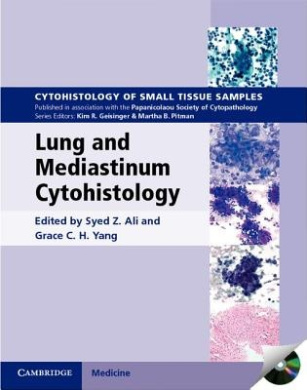 CYTOHISTOLOGY OF SMALL TISSUE SAMPLES
Published in association with the Papanicolaou Society of Cytopathology
Series Editors: Kim R. Geisinger & Martha B. Pitman
Lung and
Mediastinum
Cytohistology
Edited by Syed Z. Ali and
Grace C. H. Yang
CAMBRIDGE
Medicine